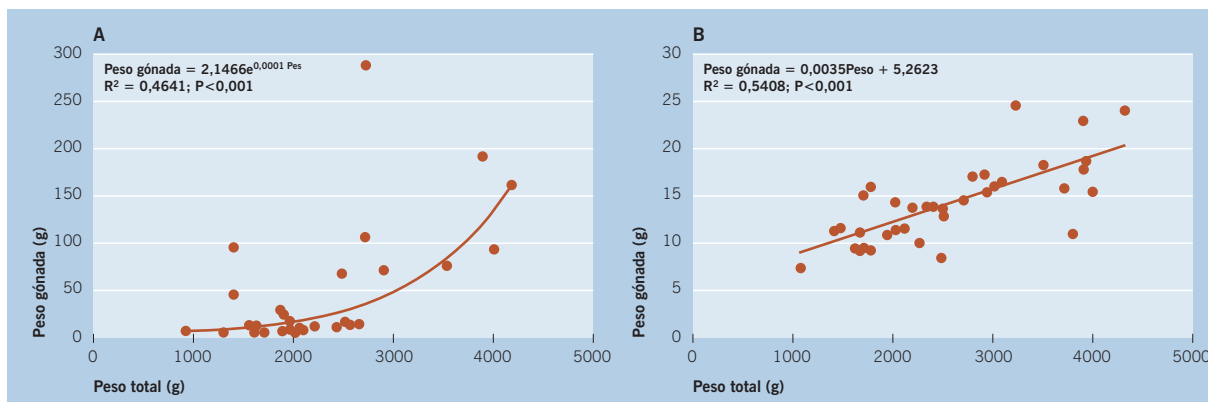 A
Peso gónada = 2,1466e^0,0001 Pes
R² = 0,4641; P<0,001
300
250
200
150
100
50
0
0 1000 2000 3000 4000 5000
Peso gónada (g)
Peso total (g)
B
Peso gónada = 0,0035Peso + 5,2623
R² = 0,5408; P<0,001
30
25
20
15
10
5
0
0 1000 2000 3000 4000 5000
Peso gónada (g)
Peso total (g)